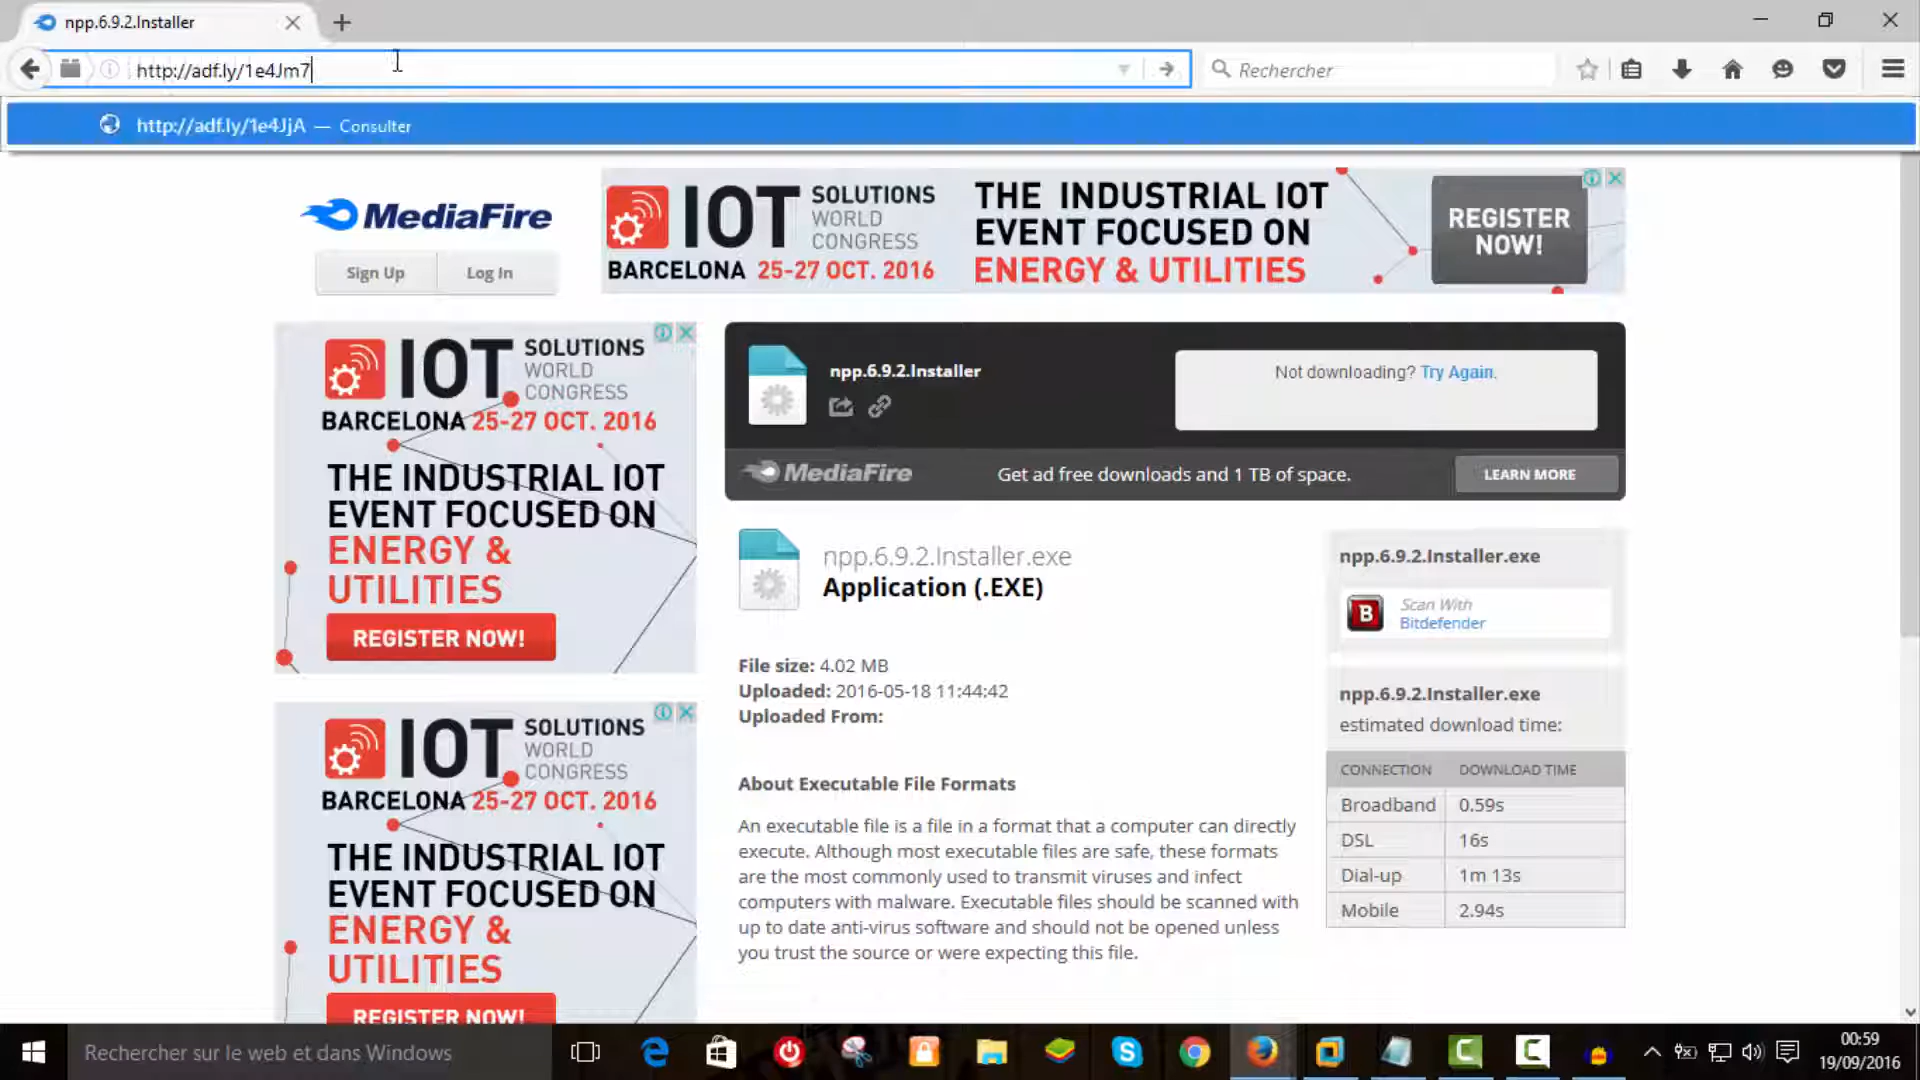 npp.6.9.2.Installer
http://adf.ly/1e4Jm7
Rechercher
http://adf.ly/1e4JjA — Consulter
MediaFire
Sign Up
Log In
IOT SOLUTIONS
WORLD
CONGRESS
BARCELONA 25-27 OCT. 2016
THE INDUSTRIAL IOT
EVENT FOCUSED ON
ENERGY & UTILITIES
REGISTER
NOW!
IOT SOLUTIONS
WORLD
CONGRESS
BARCELONA 25-27 OCT. 2016
THE INDUSTRIAL IOT
EVENT FOCUSED ON
ENERGY &
UTILITIES
REGISTER NOW!
npp.6.9.2.Installer
Not downloading? Try Again.
MediaFire
Get ad free downloads and 1 TB of space.
LEARN MORE
npp.6.9.2.Installer.exe
Application (.EXE)
File size: 4.02 MB
Uploaded: 2016-05-18 11:44:42
Uploaded From:
About Executable File Formats
An executable file is a file in a format that a computer can directly
execute. Although most executable files are safe, these formats
are the most commonly used to transmit viruses and infect
computers with malware. Executable files should be scanned with
up to date anti-virus software and should not be opened unless
you trust the source or were expecting this file.
npp.6.9.2.Installer.exe
B
Scan With
Bitdefender
npp.6.9.2.Installer.exe
estimated download time:
CONNECTION DOWNLOAD TIME
Broadband 0.59s
DSL 16s
Dial-up 1m 13s
Mobile 2.94s
IOT SOLUTIONS
WORLD
CONGRESS
BARCELONA 25-27 OCT. 2016
THE INDUSTRIAL IOT
EVENT FOCUSED ON
ENERGY &
UTILITIES
REGISTER NOW!
Rechercher sur le web et dans Windows
00:59
19/09/2016